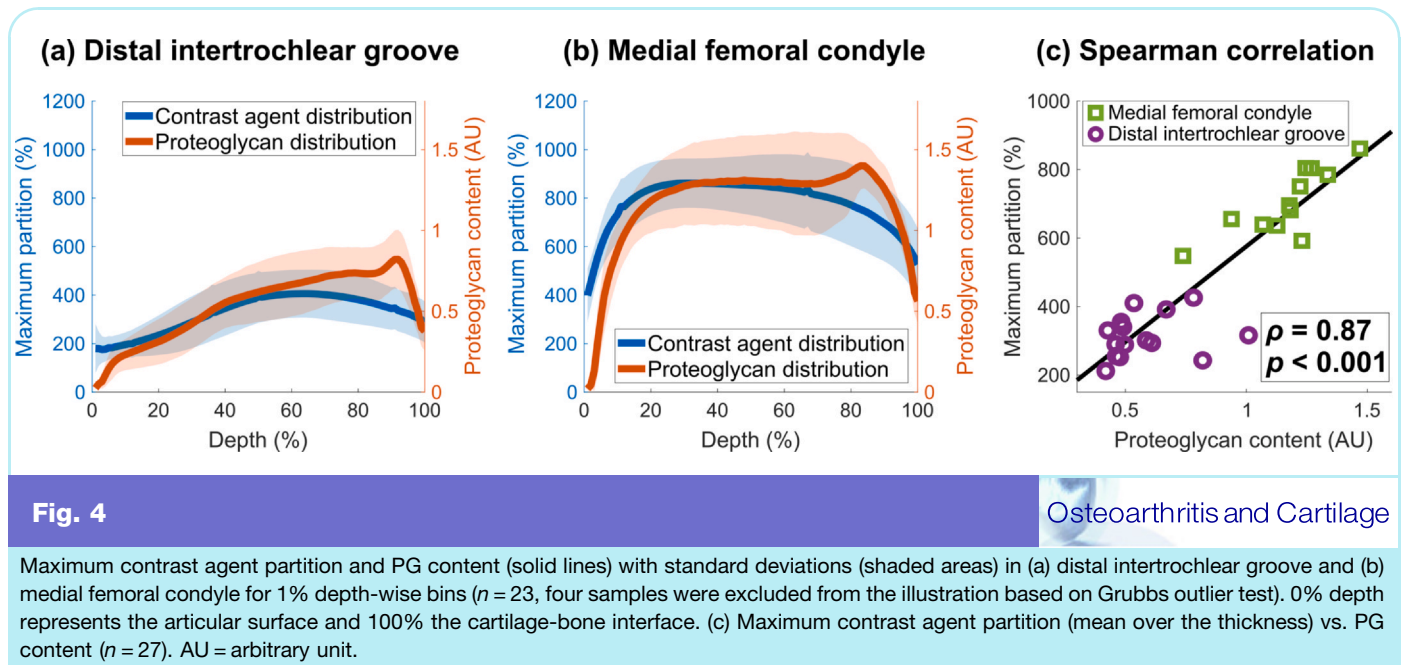 (a) Distal intertrochlear groove
1200
1000
800
600
400
200
0
Maximum partition (%)
Contrast agent distribution
Proteoglycan distribution
1.5
1
0.5
0
Proteoglycan content (AU)
0 20 40 60 80 100
Depth (%)
(b) Medial femoral condyle
1200
1000
800
600
400
200
0
Maximum partition (%)
Contrast agent distribution
Proteoglycan distribution
1.5
1
0.5
0
Proteoglycan content (AU)
0 20 40 60 80 100
Depth (%)
(c) Spearman correlation
1000
800
600
400
200
Maximum partition (%)
Medial femoral condyle
Distal intertrochlear groove
ρ = 0.87
p < 0.001
0.5 1 1.5
Proteoglycan content (AU)
Fig. 4
Osteoarthritis and Cartilage
Maximum contrast agent partition and PG content (solid lines) with standard deviations (shaded areas) in (a) distal intertrochlear groove and (b)
medial femoral condyle for 1% depth-wise bins (n = 23, four samples were excluded from the illustration based on Grubbs outlier test). 0% depth
represents the articular surface and 100% the cartilage-bone interface. (c) Maximum contrast agent partition (mean over the thickness) vs. PG
content (n = 27). AU = arbitrary unit.